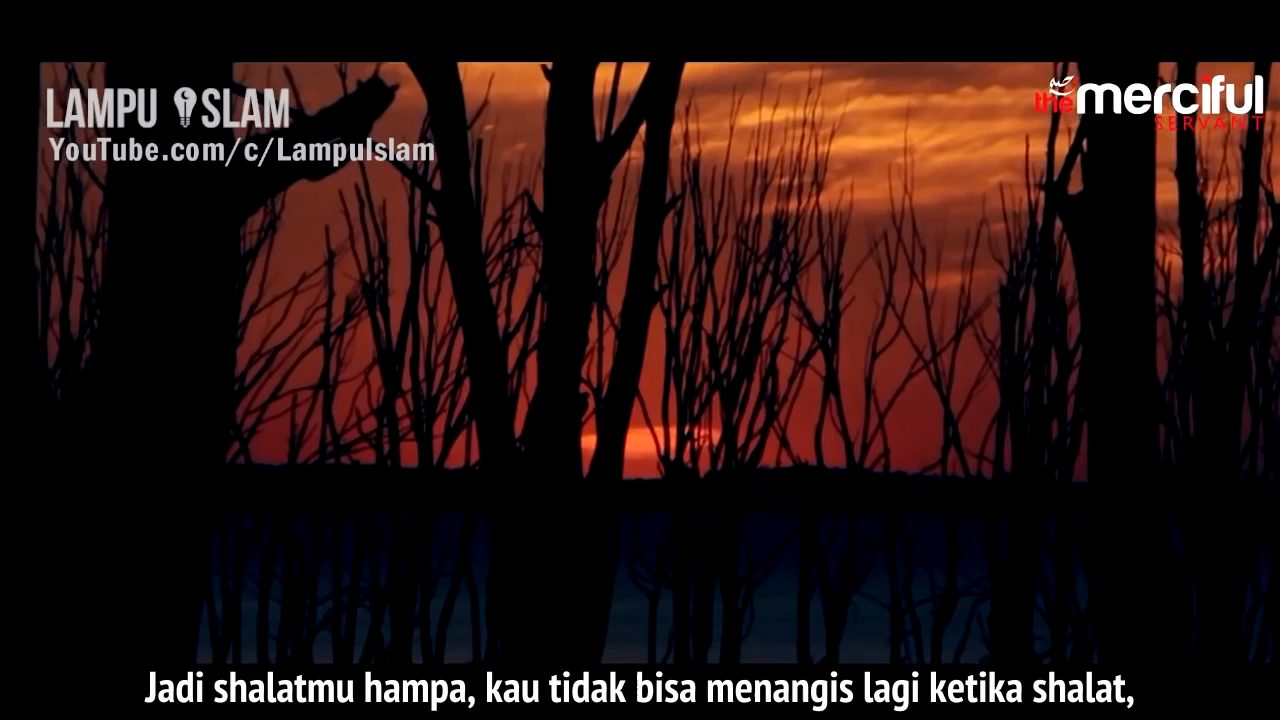 LAMPU ISLAM
YouTube.com/c/LampuIslam
the merciful
SERVANT
Jadi shalatmu hampa, kau tidak bisa menangis lagi ketika shalat,